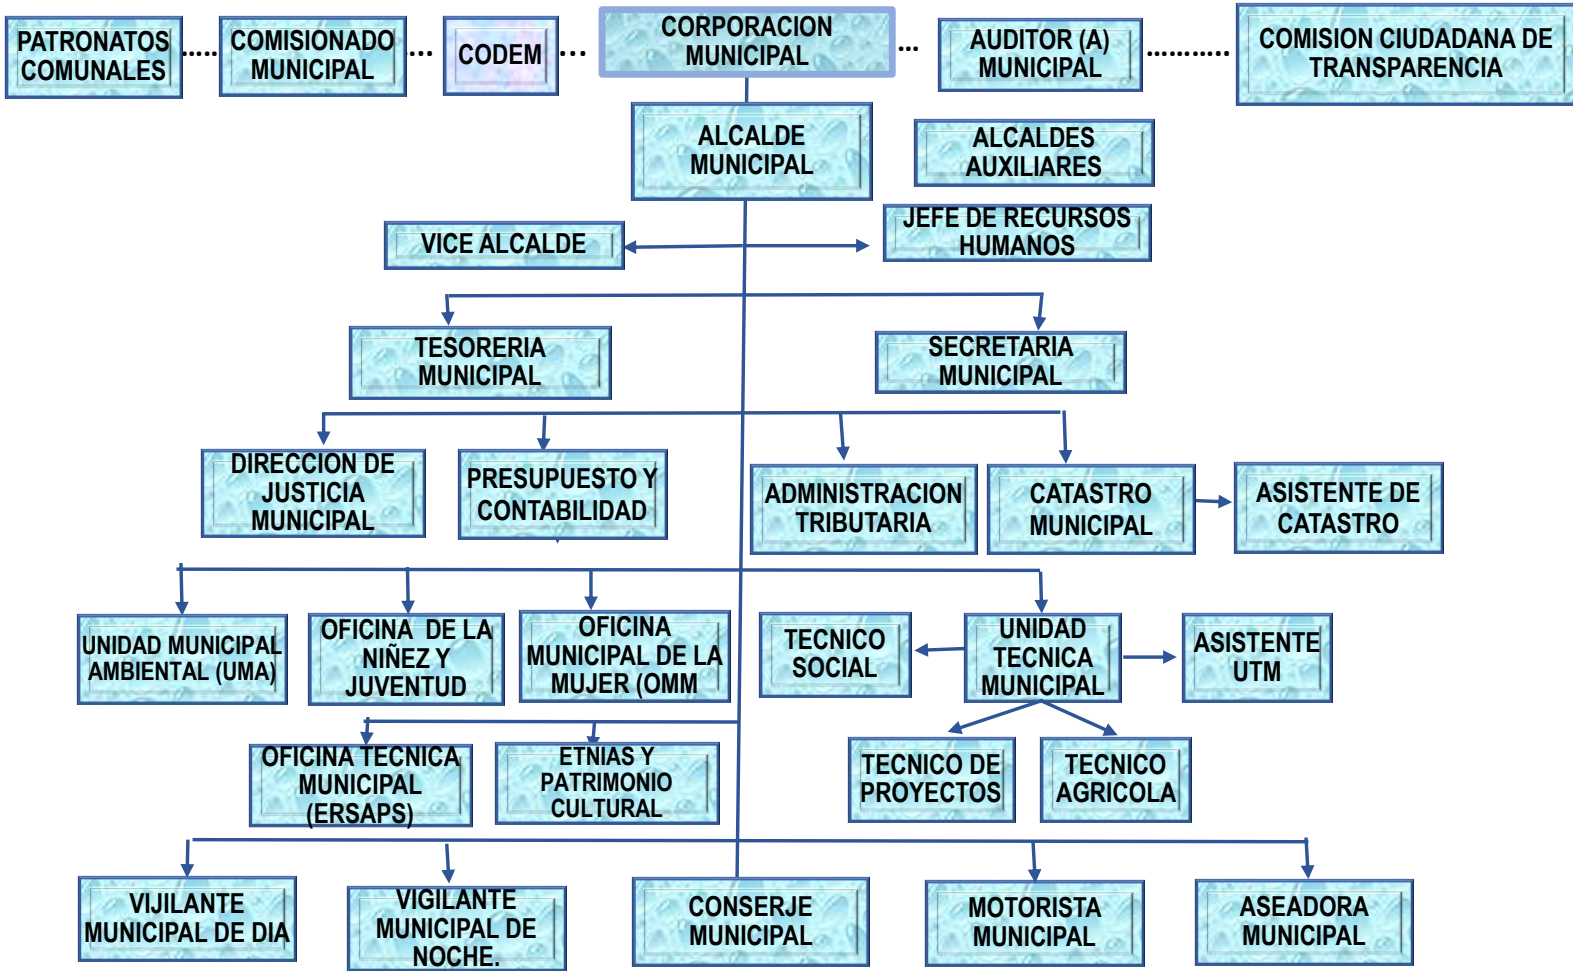 PATRONATOS
COMUNALES
COMISIONADO
MUNICIPAL
CODEM
CORPORACION
MUNICIPAL
AUDITOR (A)
MUNICIPAL
COMISION CIUDADANA DE
TRANSPARENCIA
ALCALDE
MUNICIPAL
ALCALDES
AUXILIARES
VICE ALCALDE
JEFE DE RECURSOS
HUMANOS
TESORERIA
MUNICIPAL
SECRETARIA
MUNICIPAL
DIRECCION DE
JUSTICIA
MUNICIPAL
PRESUPUESTO Y
CONTABILIDAD
ADMINISTRACION
TRIBUTARIA
CATASTRO
MUNICIPAL
ASISTENTE DE
CATASTRO
UNIDAD MUNICIPAL
AMBIENTAL (UMA)
OFICINA DE LA
NIÑEZ Y
JUVENTUD
OFICINA
MUNICIPAL DE LA
MUJER (OMM
TECNICO
SOCIAL
UNIDAD
TECNICA
MUNICIPAL
ASISTENTE
UTM
OFICINA TECNICA
MUNICIPAL
(ERSAPS)
ETNIAS Y
PATRIMONIO
CULTURAL
TECNICO DE
PROYECTOS
TECNICO
AGRICOLA
VIJILANTE
MUNICIPAL DE DIA
VIGILANTE
MUNICIPAL DE
NOCHE.
CONSERJE
MUNICIPAL
MOTORISTA
MUNICIPAL
ASEADORA
MUNICIPAL